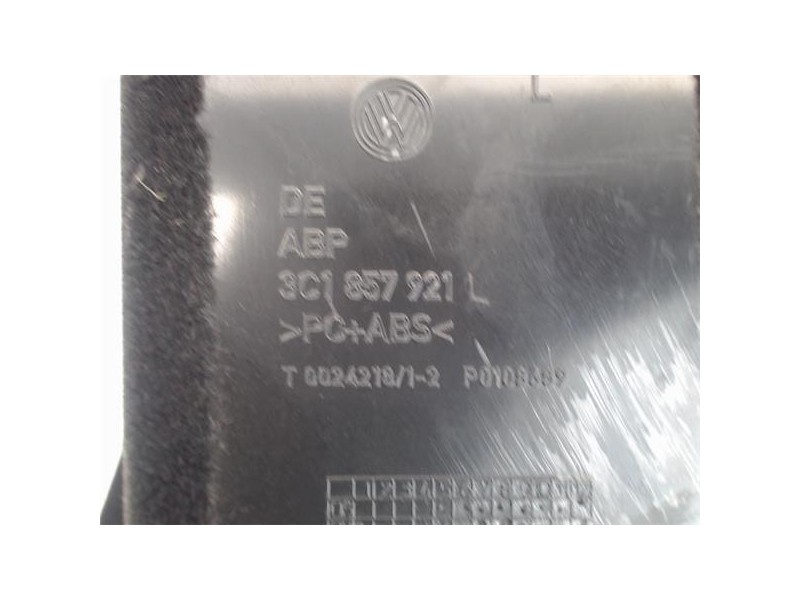 L
DE
ABP
3C1 857 921 L
>PC+ABS<
T 0024218/1-2